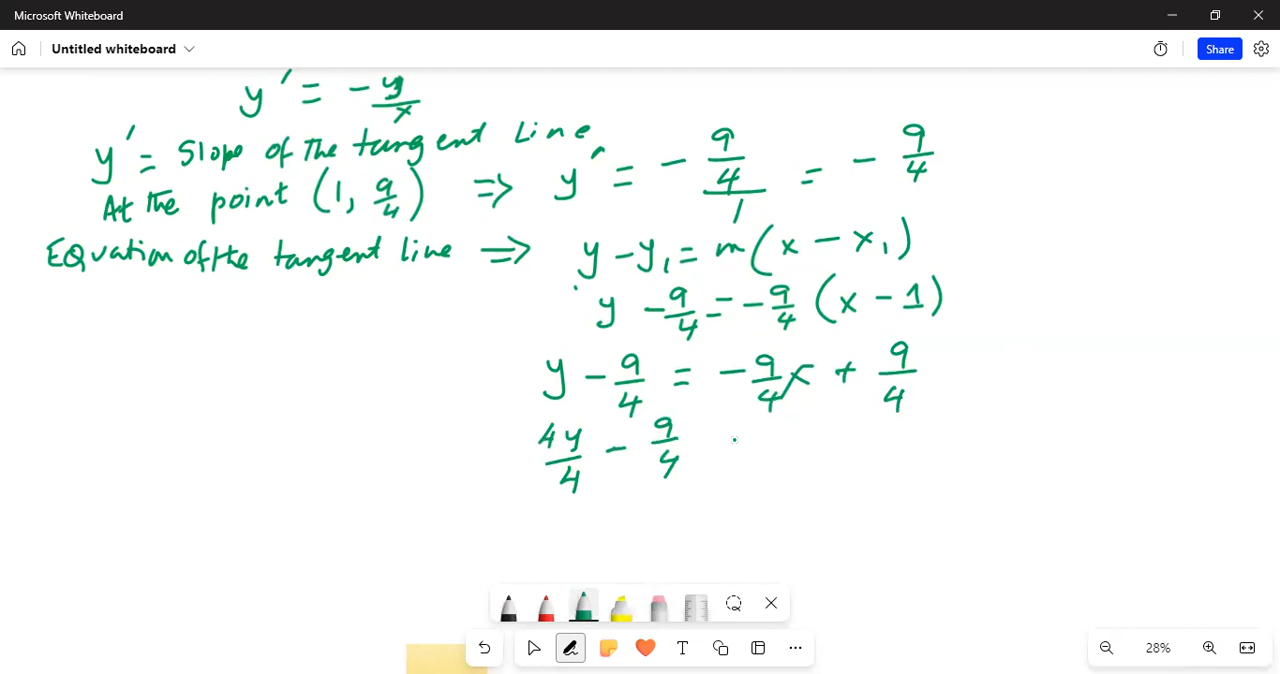 Microsoft Whiteboard
Untitled whiteboard
Share
y' = - y/x
y' = Slope of the tangent Line
At the point (1, 9/4) ⇒ y' = - (9/4)/1 = - 9/4
EQuation of the tangent line ⇒ y - y₁ = m(x - x₁)
y - 9/4 = - 9/4 (x - 1)
y - 9/4 = - 9/4 x + 9/4
4y/4 - 9/4
28%